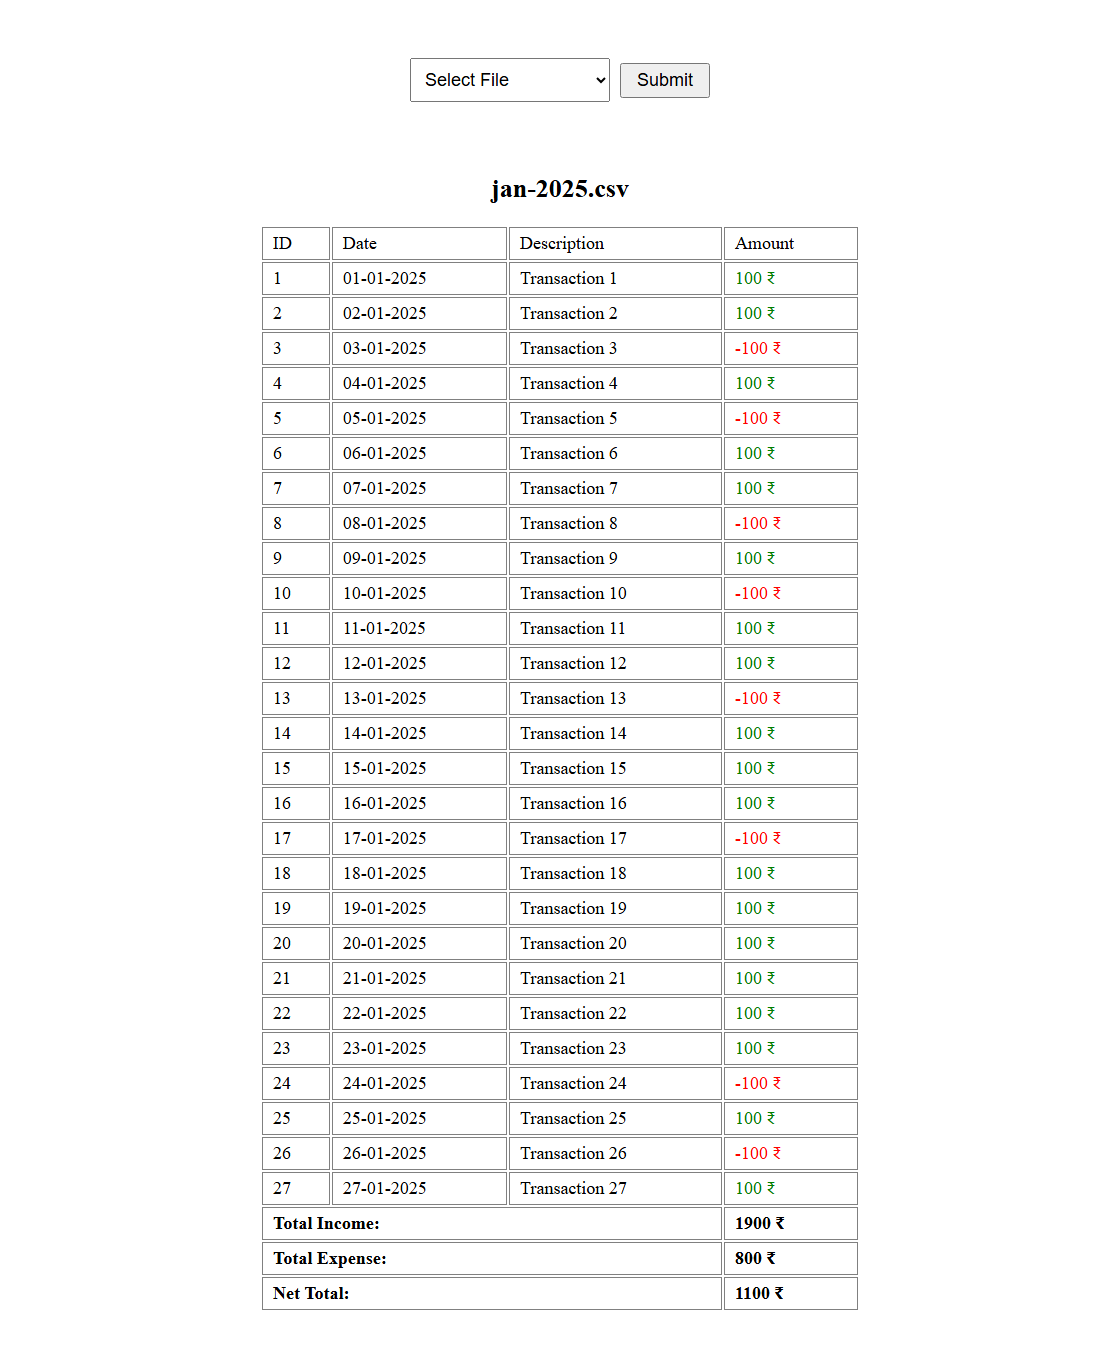 Select File Submit
jan-2025.csv
ID Date Description Amount
1 01-01-2025 Transaction 1 100 ₹
2 02-01-2025 Transaction 2 100 ₹
3 03-01-2025 Transaction 3 -100 ₹
4 04-01-2025 Transaction 4 100 ₹
5 05-01-2025 Transaction 5 -100 ₹
6 06-01-2025 Transaction 6 100 ₹
7 07-01-2025 Transaction 7 100 ₹
8 08-01-2025 Transaction 8 -100 ₹
9 09-01-2025 Transaction 9 100 ₹
10 10-01-2025 Transaction 10 -100 ₹
11 11-01-2025 Transaction 11 100 ₹
12 12-01-2025 Transaction 12 100 ₹
13 13-01-2025 Transaction 13 -100 ₹
14 14-01-2025 Transaction 14 100 ₹
15 15-01-2025 Transaction 15 100 ₹
16 16-01-2025 Transaction 16 100 ₹
17 17-01-2025 Transaction 17 -100 ₹
18 18-01-2025 Transaction 18 100 ₹
19 19-01-2025 Transaction 19 100 ₹
20 20-01-2025 Transaction 20 100 ₹
21 21-01-2025 Transaction 21 100 ₹
22 22-01-2025 Transaction 22 100 ₹
23 23-01-2025 Transaction 23 100 ₹
24 24-01-2025 Transaction 24 -100 ₹
25 25-01-2025 Transaction 25 100 ₹
26 26-01-2025 Transaction 26 -100 ₹
27 27-01-2025 Transaction 27 100 ₹
Total Income: 1900 ₹
Total Expense: 800 ₹
Net Total: 1100 ₹